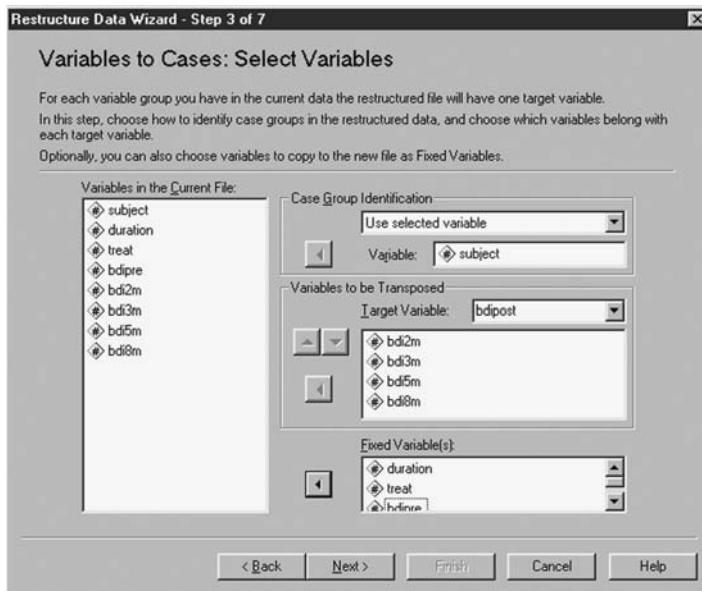 Restructure Data Wizard - Step 3 of 7
Variables to Cases: Select Variables
For each variable group you have in the current data the restructured file will have one target variable.
In this step, choose how to identify case groups in the restructured data, and choose which variables belong with
each target variable.
Optionally, you can also choose variables to copy to the new file as Fixed Variables.
Variables in the Current File:
subject
duration
treat
bdipre
bdi2m
bdi3m
bdi5m
bdi8m
Case Group Identification
Use selected variable
Variable:
subject
Variables to be Transposed
Target Variable:
bdipost
bdi2m
bdi3m
bdi5m
bdi8m
Fixed Variable(s):
duration
treat
bdipre
< Back
Next >
Finish
Cancel
Help